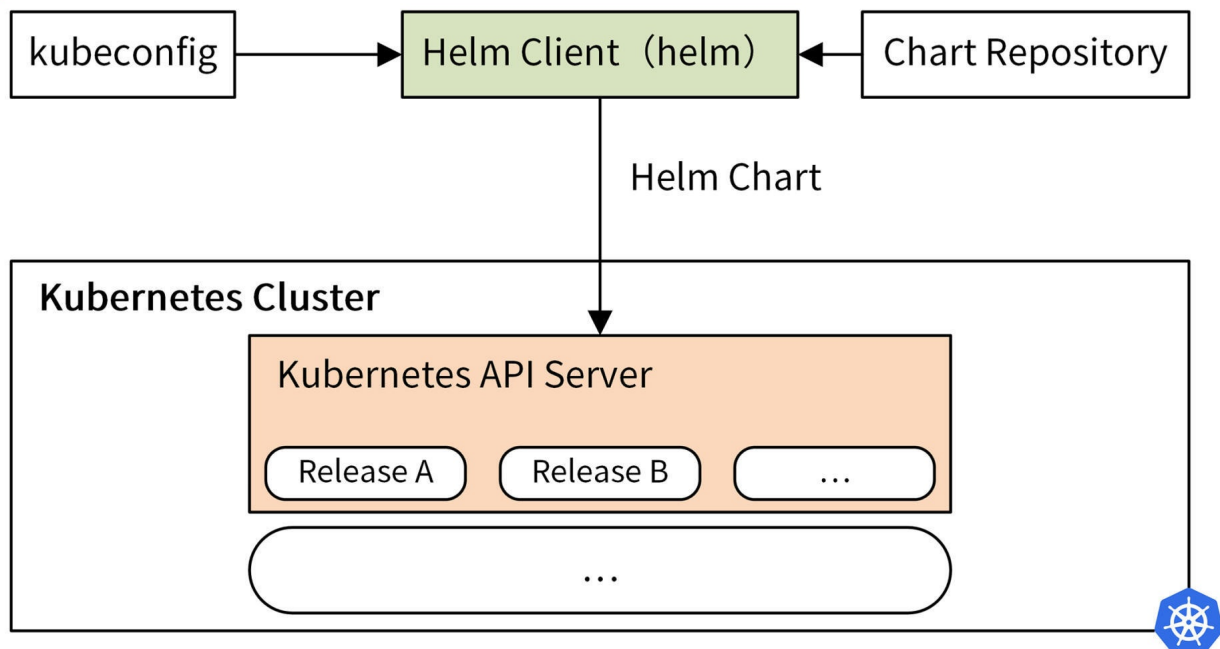 kubeconfig
Helm Client（helm）
Chart Repository
Helm Chart
Kubernetes Cluster
Kubernetes API Server
Release A
Release B
…
…